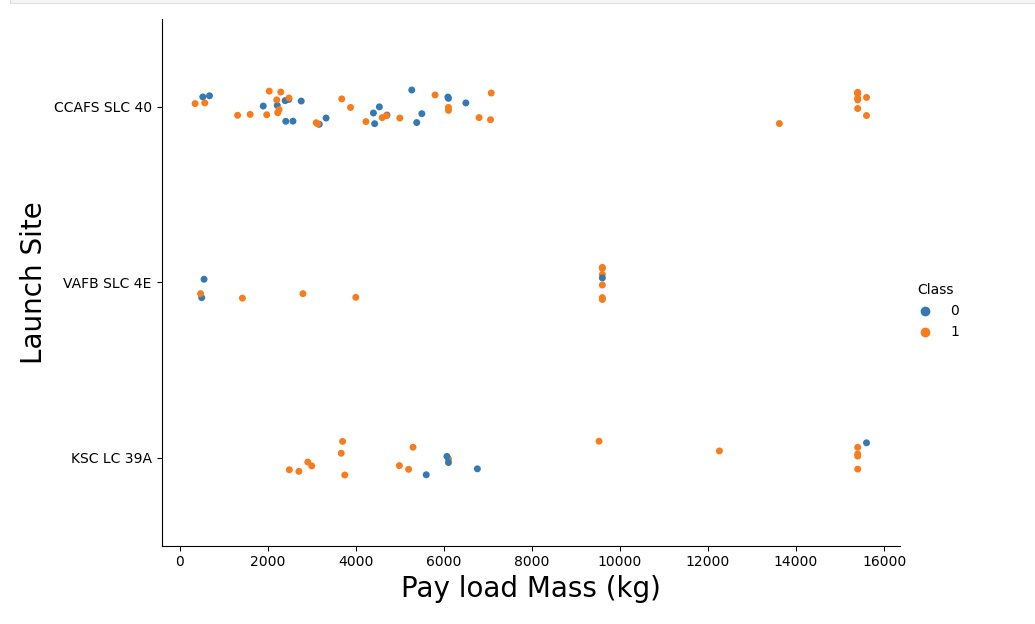 Launch Site
CCAFS SLC 40
VAFB SLC 4E
KSC LC 39A
0 2000 4000 6000 8000 10000 12000 14000 16000
Pay load Mass (kg)
Class
0
1